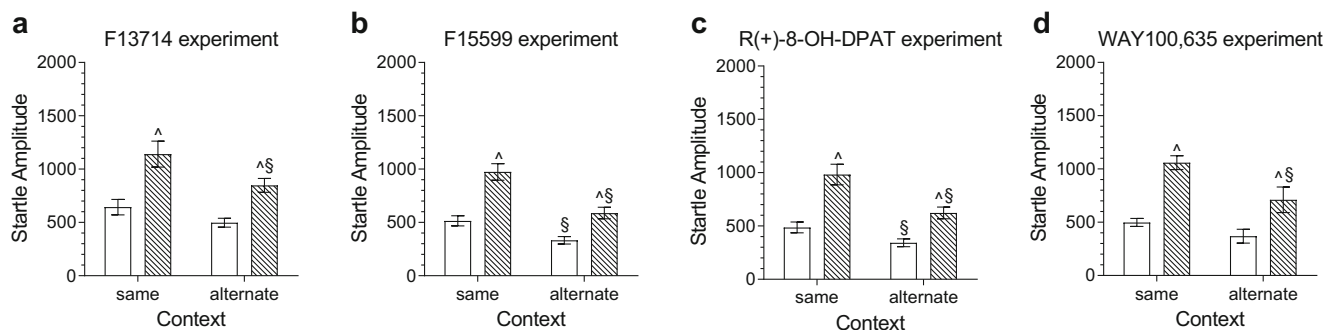 a
F13714 experiment
Startle Amplitude
2000
1500
1000
500
0
^
^§
same
alternate
Context
b
F15599 experiment
Startle Amplitude
2000
1500
1000
500
0
^
§
^§
same
alternate
Context
c
R(+)-8-OH-DPAT experiment
Startle Amplitude
2000
1500
1000
500
0
^
§
^§
same
alternate
Context
d
WAY100,635 experiment
Startle Amplitude
2000
1500
1000
500
0
^
^§
same
alternate
Context